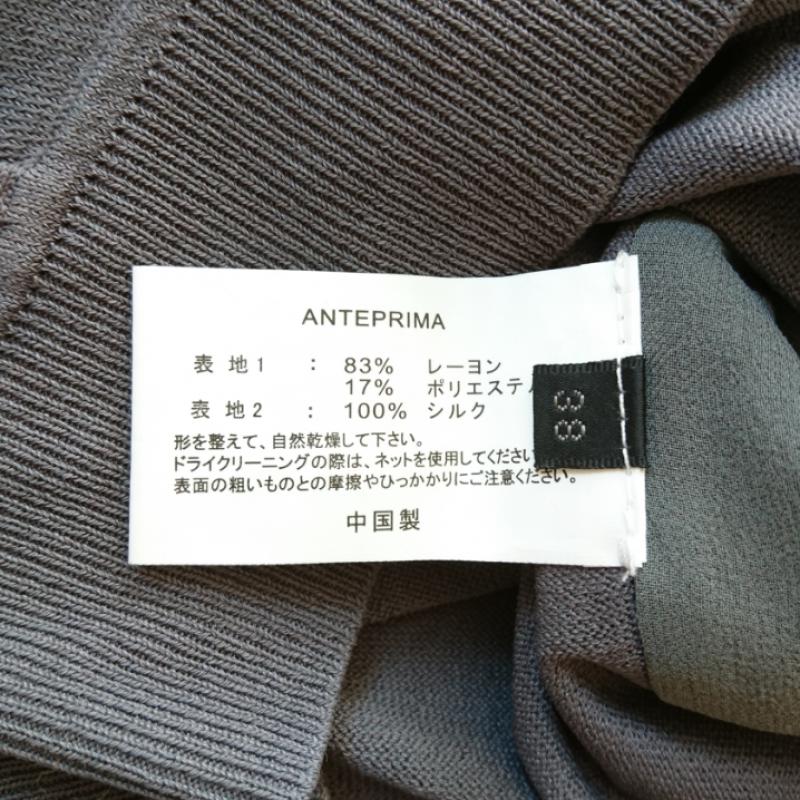 ANTEPRIMA
表 地 1 : 83% レーヨン
17% ポリエステル
表 地 2 : 100% シルク
形を整えて、自然乾燥して下さい。
ドライクリーニングの際は、ネットを使用してください
表面の粗いものとの摩擦やひっかかりにご注意ください。
中国製
38